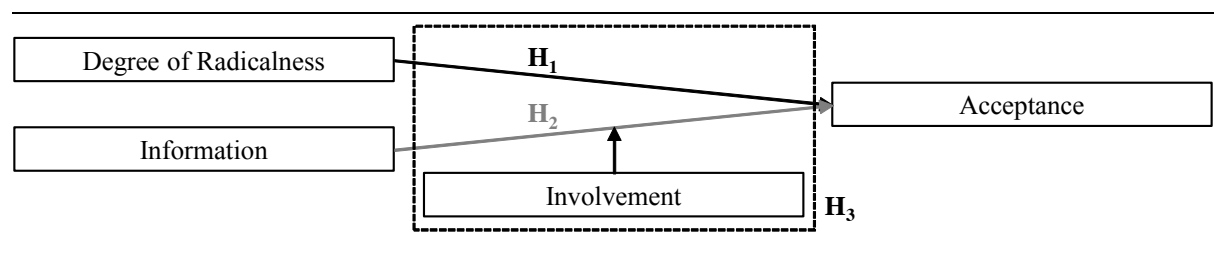 Degree of Radicalness
H₁
Acceptance
H₂
Information
Involvement
H₃